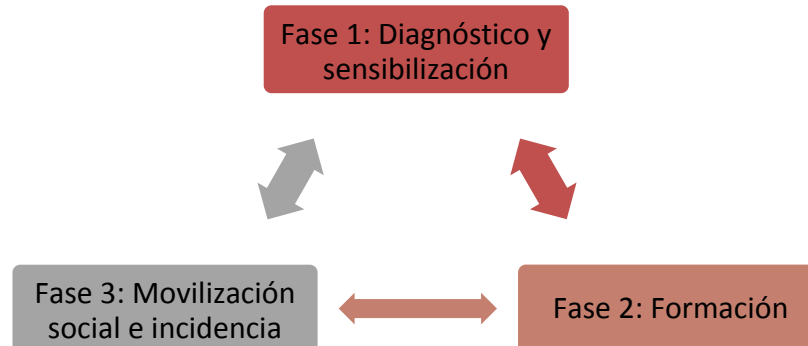 Fase 1: Diagnóstico y
sensibilización
Fase 3: Movilización
social e incidencia
Fase 2: Formación